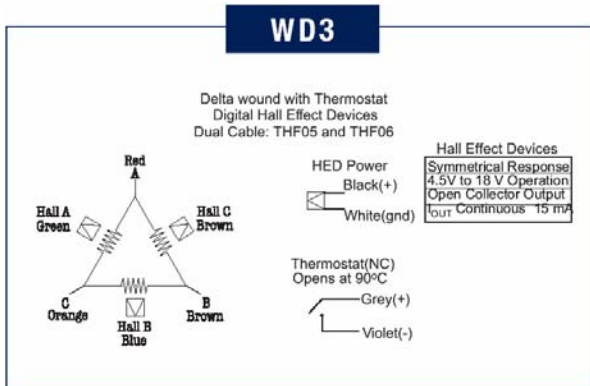 WD3
Delta wound with Thermostat
Digital Hall Effect Devices
Dual Cable: THF05 and THF06
Red
A
Hall A
Green
Hall C
Brown
C
Orange
Hall B
Blue
B
Brown
HED Power
Black(+)
White(gnd)
Hall Effect Devices
Symmetrical Response
4.5V to 18 V Operation
Open Collector Output
IOUT Continuous 15 mA
Thermostat(NC)
Opens at 90ºC
Grey(+)
Violet(-)